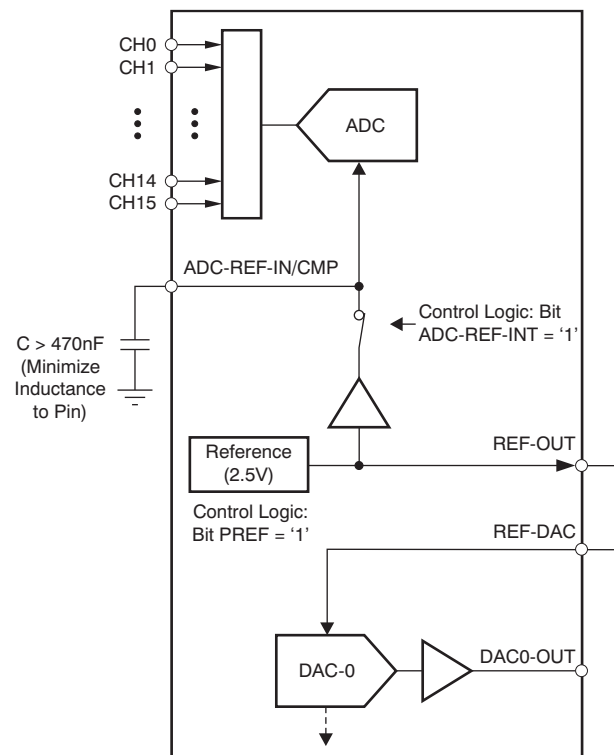 CH0
CH1
ADC
CH14
CH15
ADC-REF-IN/CMP
Control Logic: Bit
ADC-REF-INT = ‘1’
C > 470nF
(Minimize
Inductance
to Pin)
Reference
(2.5V)
REF-OUT
Control Logic:
Bit PREF = ‘1’
REF-DAC
DAC-0
DAC0-OUT